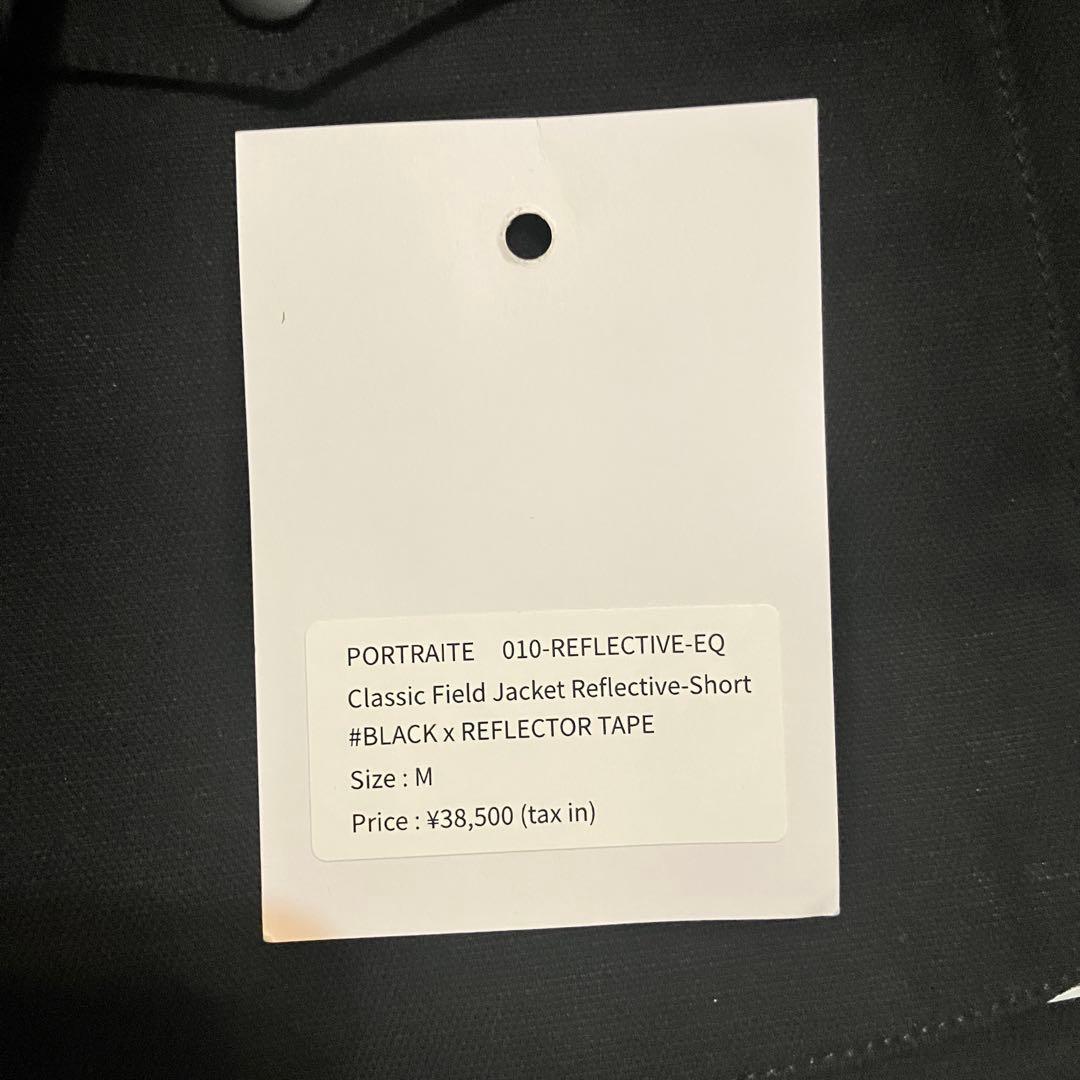 PORTRAITE 010-REFLECTIVE-EQ
Classic Field Jacket Reflective-Short
#BLACK x REFLECTOR TAPE
Size : M
Price : ¥38,500 (tax in)